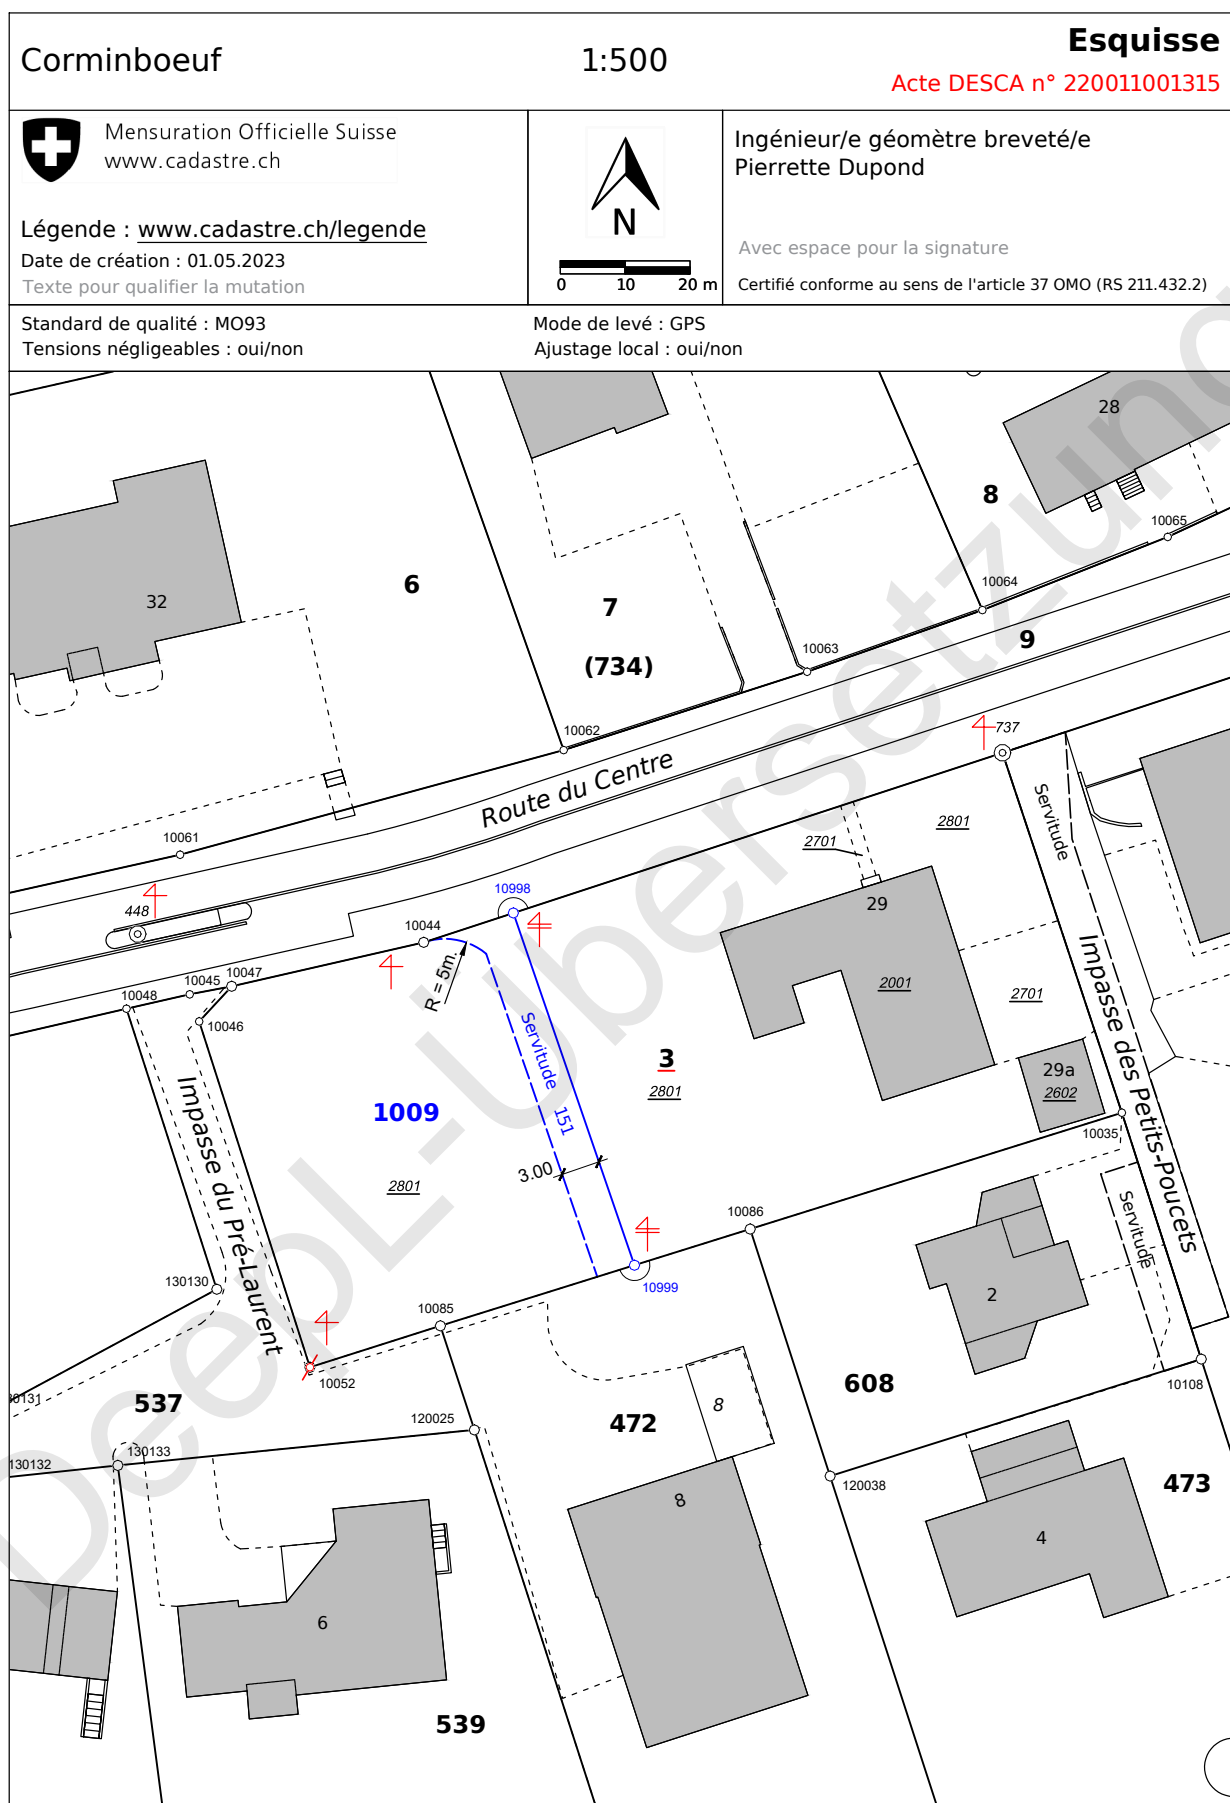 Corminboeuf
1:500
Esquisse
Acte DESCA n° 220011001315
Mensuration Officielle Suisse
www.cadastre.ch
Légende : www.cadastre.ch/legende
Date de création : 01.05.2023
Texte pour qualifier la mutation
N
0 10 20 m
Ingénieur/e géomètre breveté/e
Pierrette Dupond
Avec espace pour la signature
Certifié conforme au sens de l'article 37 OMO (RS 211.432.2)
Standard de qualité : MO93
Tensions négligeables : oui/non
Mode de levé : GPS
Ajustage local : oui/non
28
8
10065
32
6
7
(734)
10064
9
10063
10062
737
Route du Centre
10061
Servitude
2801
2701
448
10998
29
10044
R = 5m.
10047
10045
10048
10046
2001
2701
Impasse des Petits-Poucets
Servitude 151
3
2801
29a
2602
1009
2801
3.00
10035
Impasse du Pré-Laurent
10086
Servitude
130130
10999
2
10085
10052
608
10108
130131
537
8
472
120025
130133
130132
120038
473
8
4
6
539
DeepL-Übersetzung